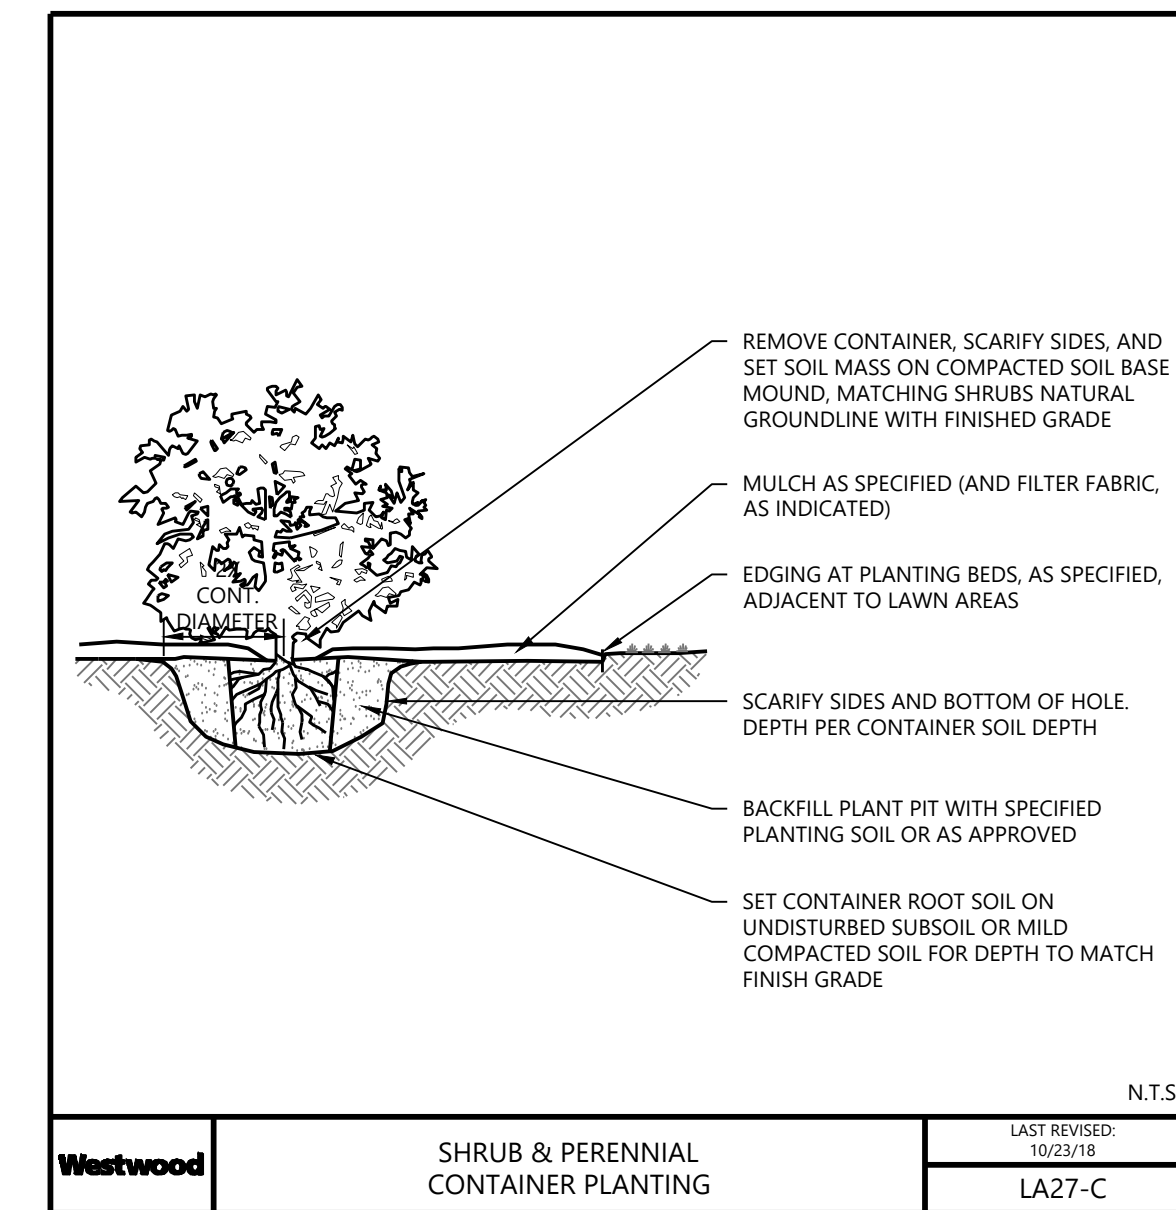 REMOVE CONTAINER, SCARIFY SIDES, AND
SET SOIL MASS ON COMPACTED SOIL BASE
MOUND, MATCHING SHRUBS NATURAL
GROUNDLINE WITH FINISHED GRADE
MULCH AS SPECIFIED (AND FILTER FABRIC,
AS INDICATED)
EDGING AT PLANTING BEDS, AS SPECIFIED,
ADJACENT TO LAWN AREAS
CONT.
DIAMETER
SCARIFY SIDES AND BOTTOM OF HOLE.
DEPTH PER CONTAINER SOIL DEPTH
BACKFILL PLANT PIT WITH SPECIFIED
PLANTING SOIL OR AS APPROVED
SET CONTAINER ROOT SOIL ON
UNDISTURBED SUBSOIL OR MILD
COMPACTED SOIL FOR DEPTH TO MATCH
FINISH GRADE
N.T.S
Westwood
SHRUB & PERENNIAL
CONTAINER PLANTING
LAST REVISED:
10/23/18
LA27-C